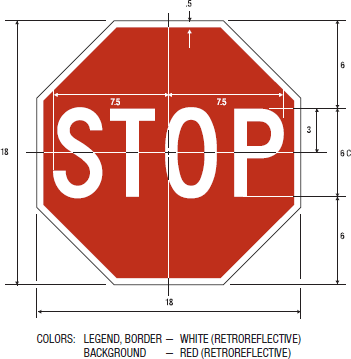 .5
6
7.5 7.5
3
STOP
18
6 C
6
18
COLORS: LEGEND, BORDER — WHITE (RETROREFLECTIVE)
BACKGROUND — RED (RETROREFLECTIVE)